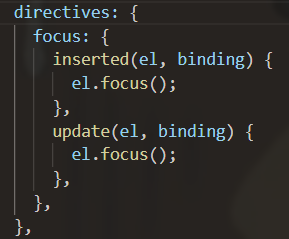 directives: {
  focus: {
    inserted(el, binding) {
      el.focus();
    },
    update(el, binding) {
      el.focus();
    },
  },
},